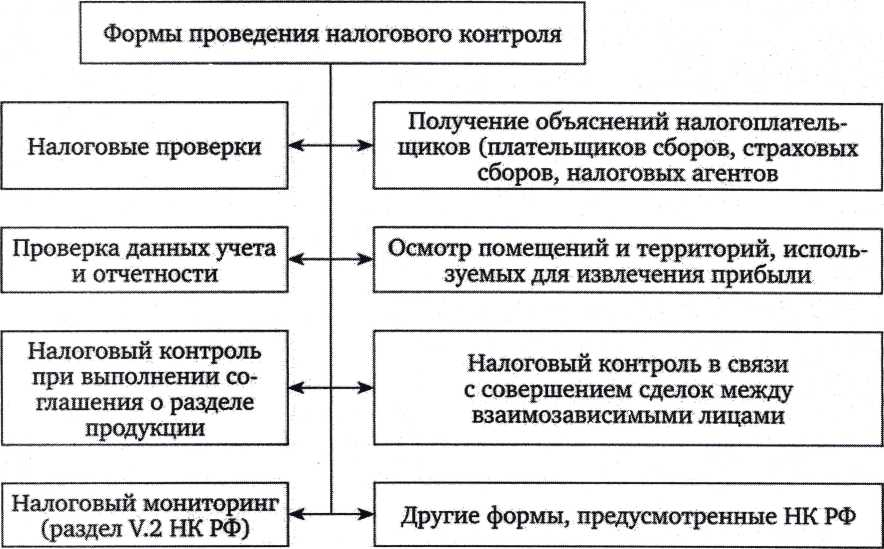 Формы проведения налогового контроля
Налоговые проверки
Получение объяснений налогоплатель-
щиков (плательщиков сборов, страховых
сборов, налоговых агентов
Проверка данных учета
и отчетности
Осмотр помещений и территорий, исполь-
зуемых для извлечения прибыли
Налоговый контроль
при выполнении со-
глашения о разделе
продукции
Налоговый контроль в связи
с совершением сделок между
взаимозависимыми лицами
Налоговый мониторинг
(раздел V.2 НК РФ)
Другие формы, предусмотренные НК РФ